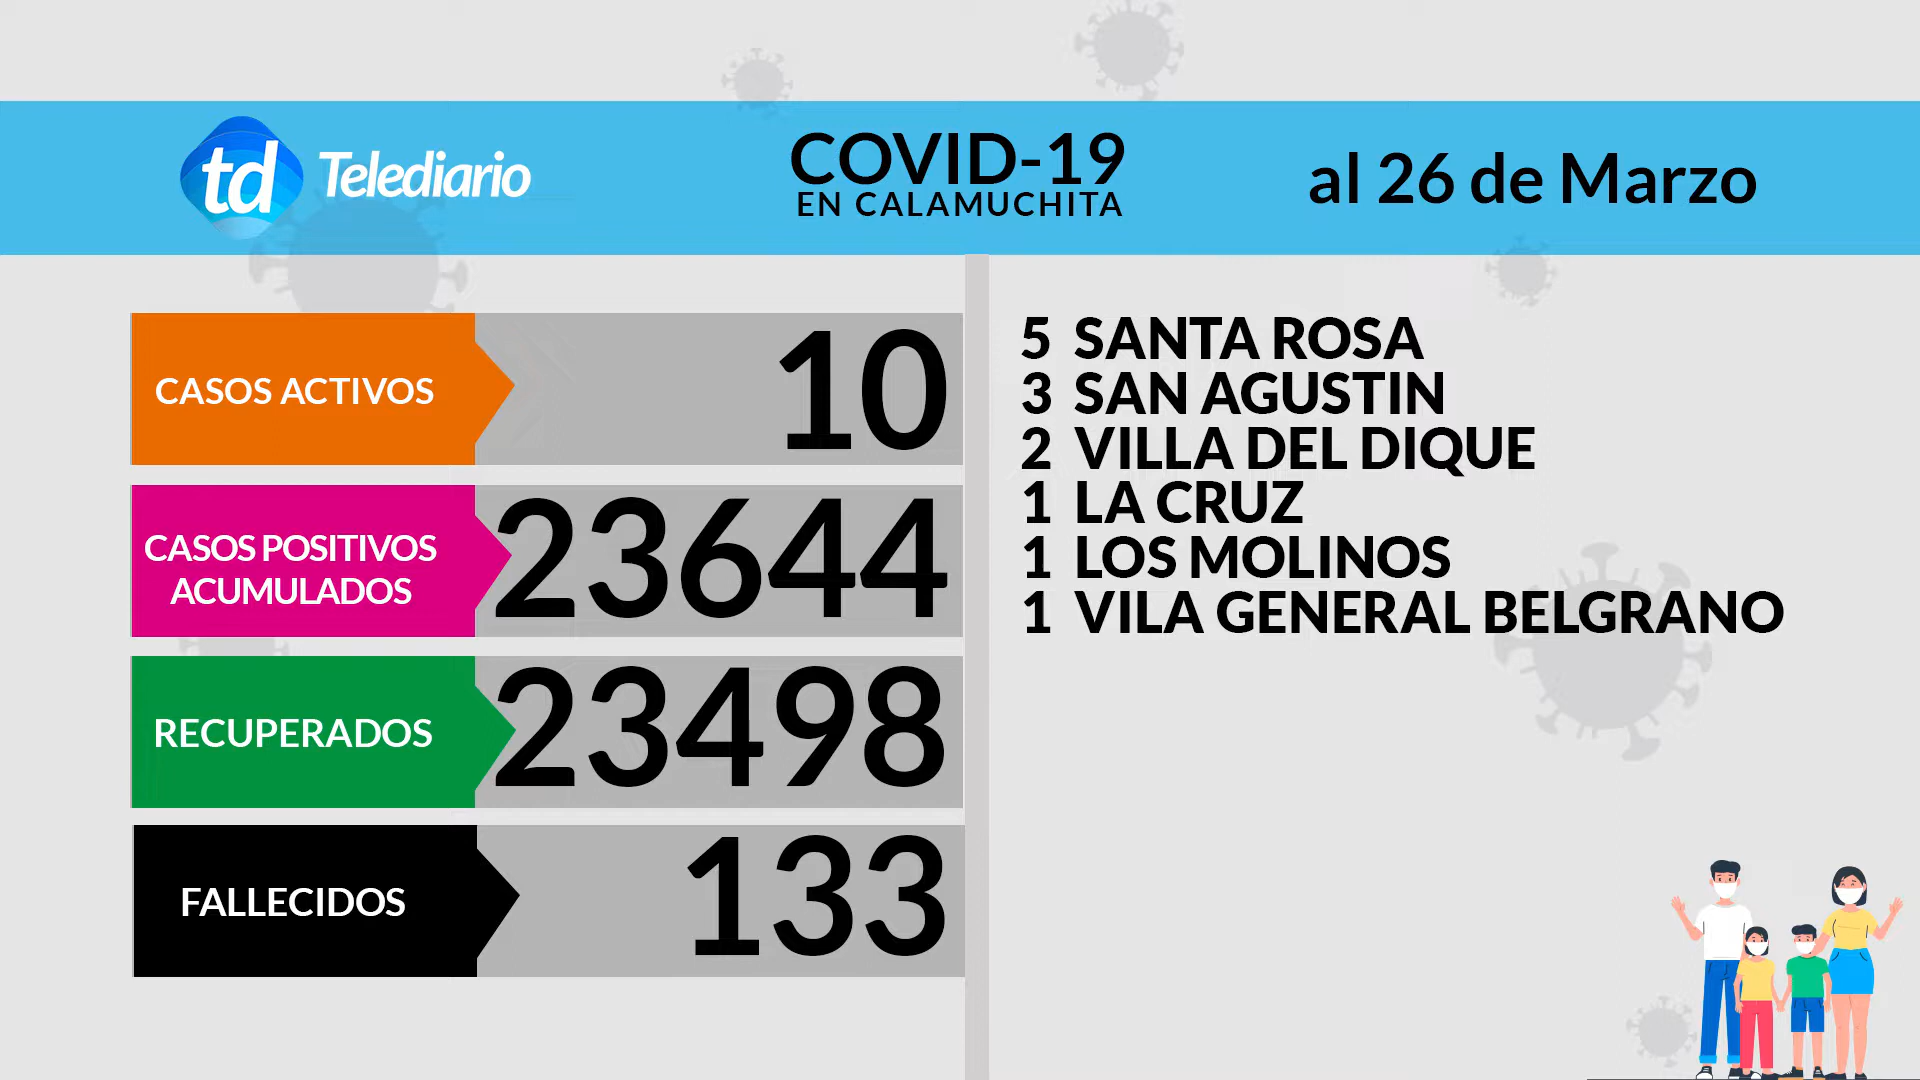 td Telediario
COVID-19
EN CALAMUCHITA
al 26 de Marzo
CASOS ACTIVOS
10
CASOS POSITIVOS
ACUMULADOS
23644
RECUPERADOS
23498
FALLECIDOS
133
5 SANTA ROSA
3 SAN AGUSTIN
2 VILLA DEL DIQUE
1 LA CRUZ
1 LOS MOLINOS
1 VILA GENERAL BELGRANO